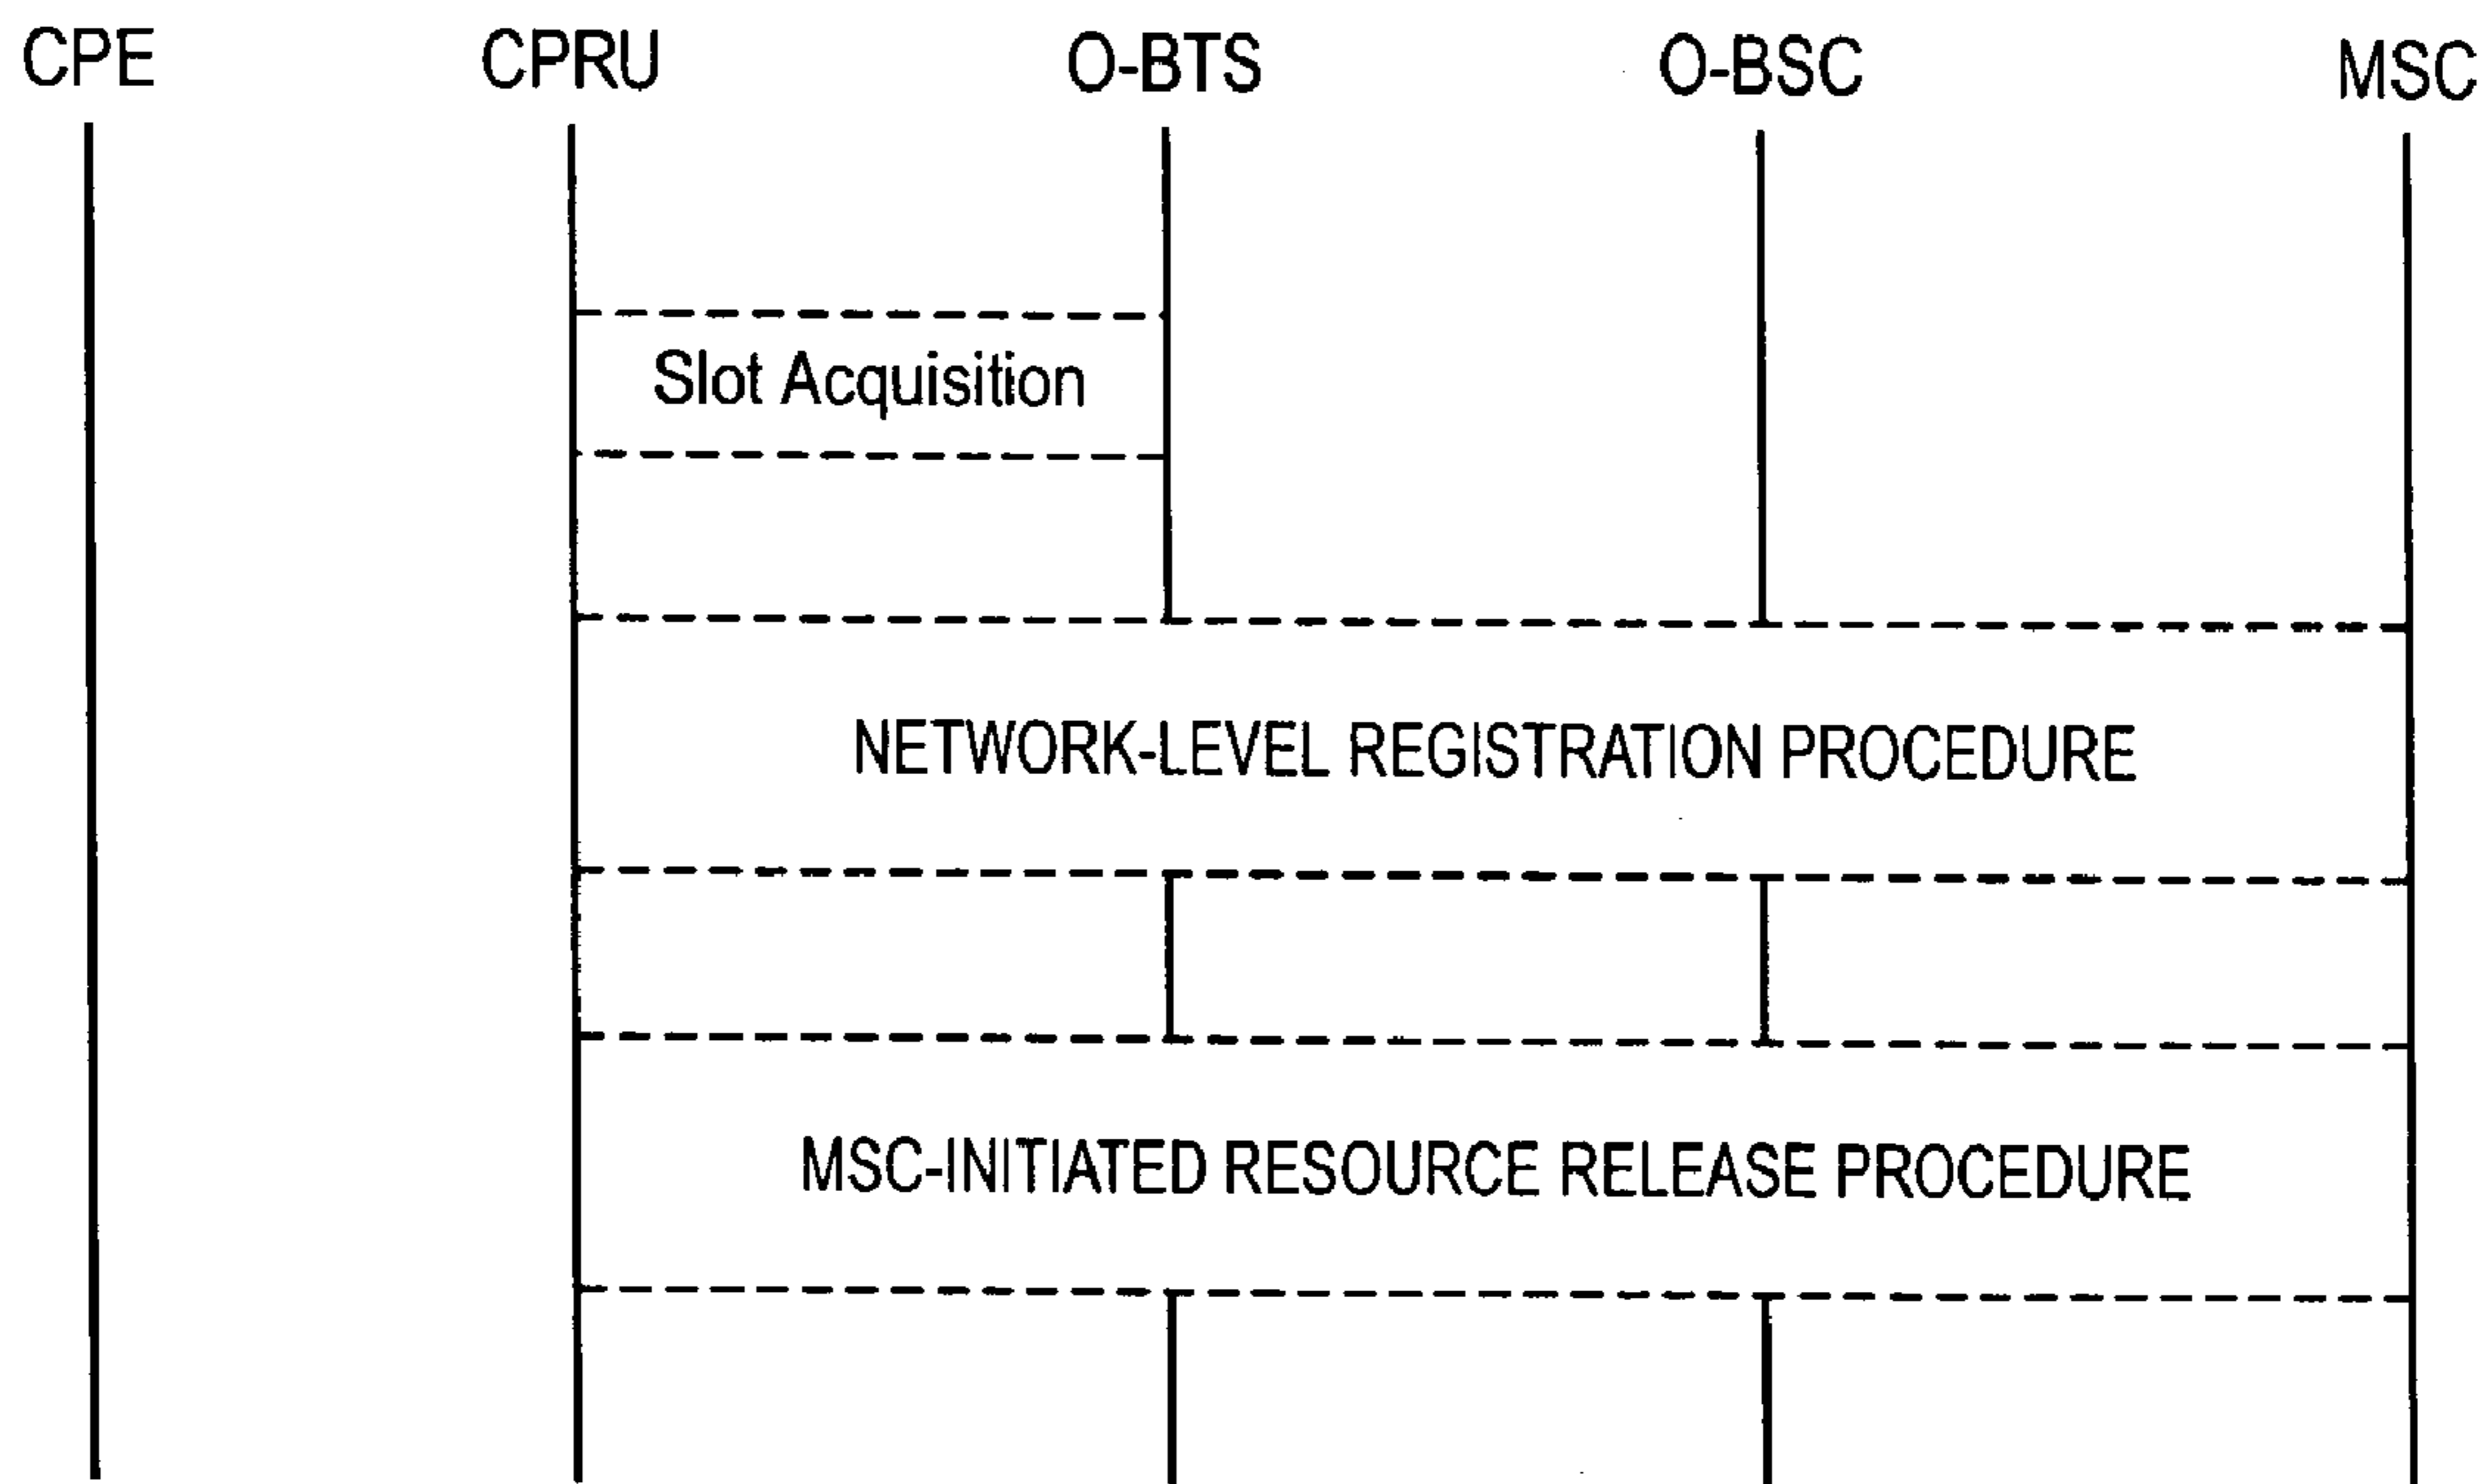 CPE CPRU O-BTS O-BSC MSC
Slot Acquisition
NETWORK-LEVEL REGISTRATION PROCEDURE
MSC-INITIATED RESOURCE RELEASE PROCEDURE